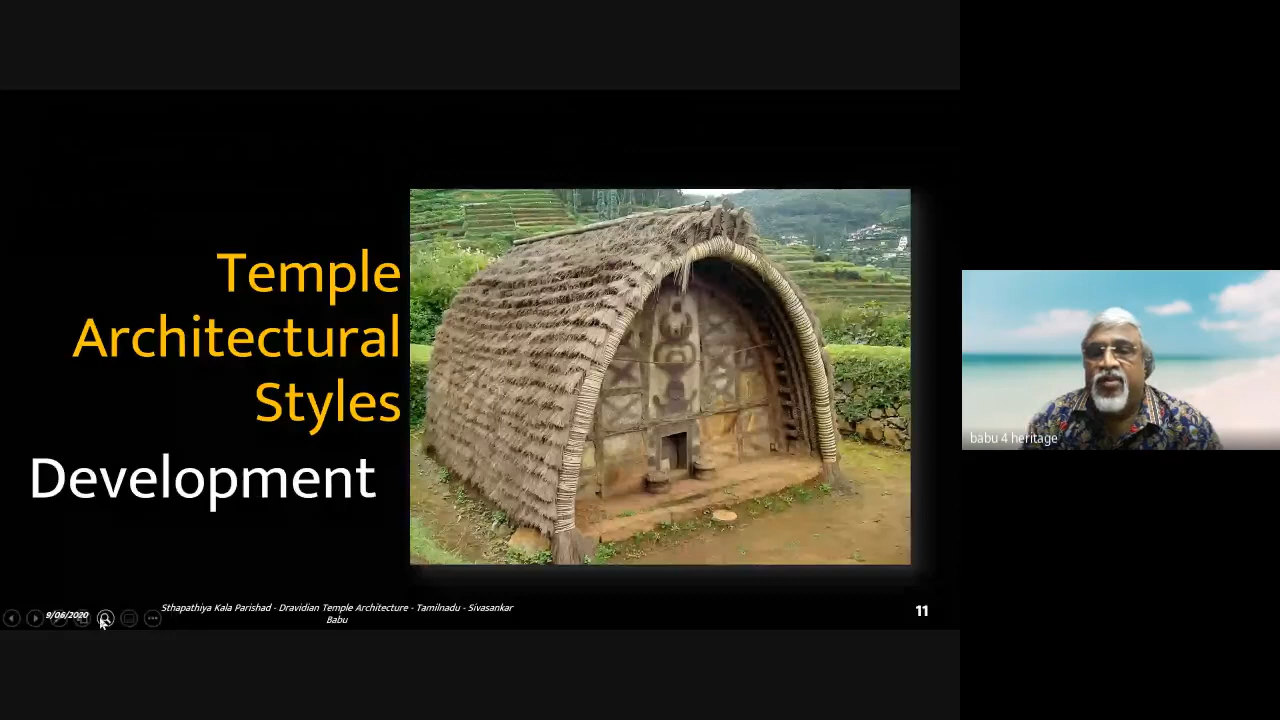 Temple
Architectural
Styles
Development
9/06/2020
Sthapathiya Kala Parishad - Dravidian Temple Architecture - Tamilnadu - Sivasankar
Babu
11
babu 4 heritage